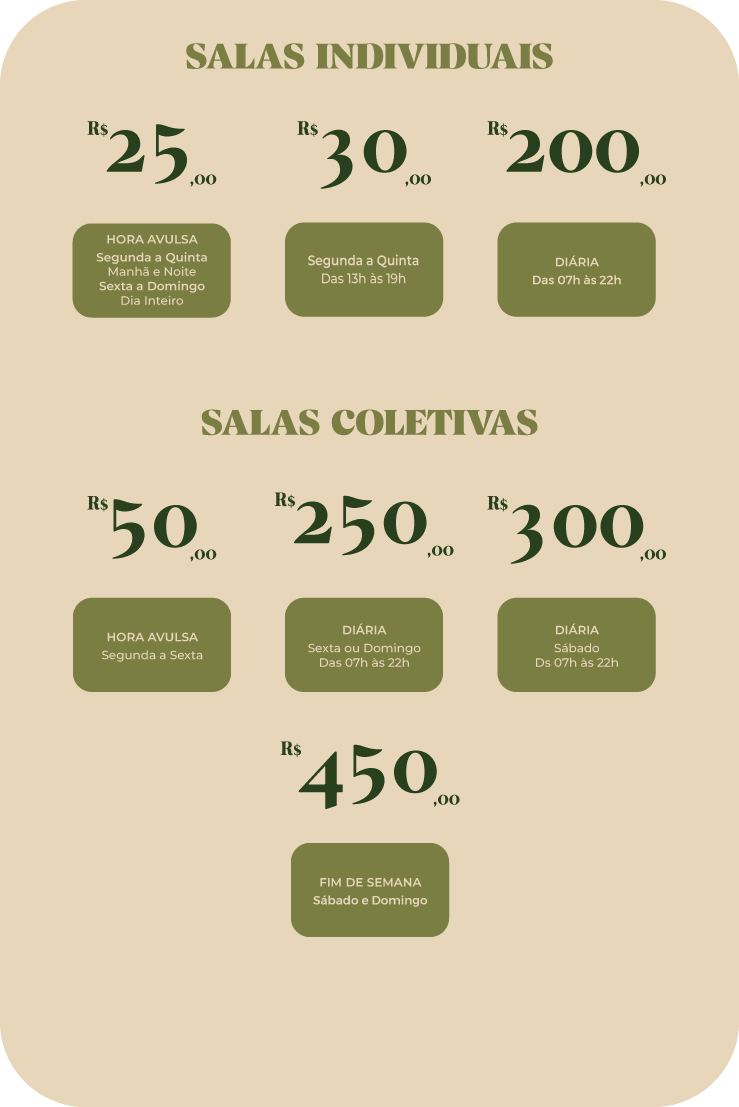 SALAS INDIVIDUAIS
R$25,00
HORA AVULSA
Segunda a Quinta
Manhã e Noite
Sexta a Domingo
Dia Inteiro
R$30,00
Segunda a Quinta
Das 13h às 19h
R$200,00
DIÁRIA
Das 07h às 22h
SALAS COLETIVAS
R$50,00
HORA AVULSA
Segunda a Sexta
R$250,00
DIÁRIA
Sexta ou Domingo
Das 07h às 22h
R$300,00
DIÁRIA
Sábado
Ds 07h às 22h
R$450,00
FIM DE SEMANA
Sábado e Domingo